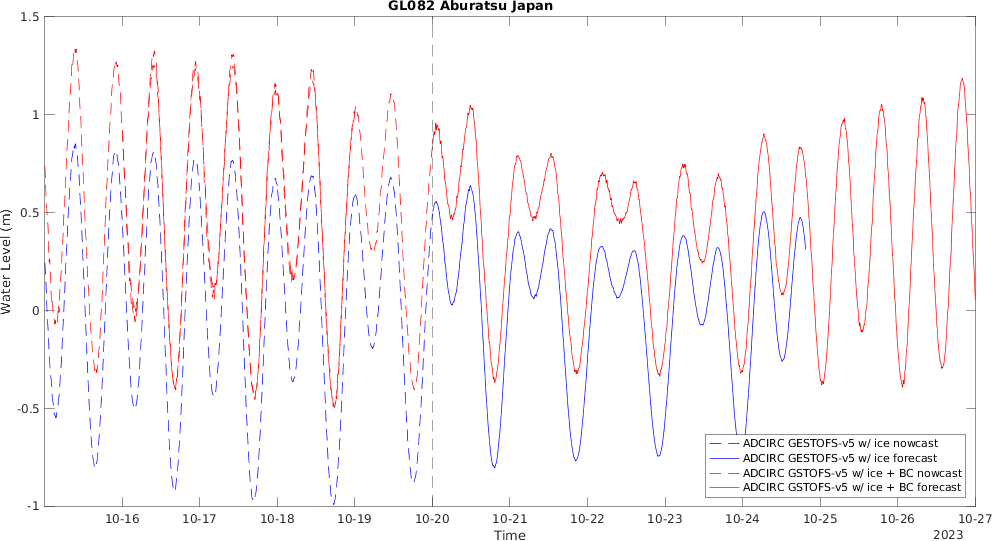 GL082 Aburatsu Japan
1.5
1
0.5
0
-0.5
-1
Water Level (m)
10-16 10-17 10-18 10-19 10-20 10-21 10-22 10-23 10-24 10-25 10-26 10-27
Time
2023
ADCIRC GESTOFS-v5 w/ ice nowcast
ADCIRC GESTOFS-v5 w/ ice forecast
ADCIRC GSTOFS-v5 w/ ice + BC nowcast
ADCIRC GSTOFS-v5 w/ ice + BC forecast